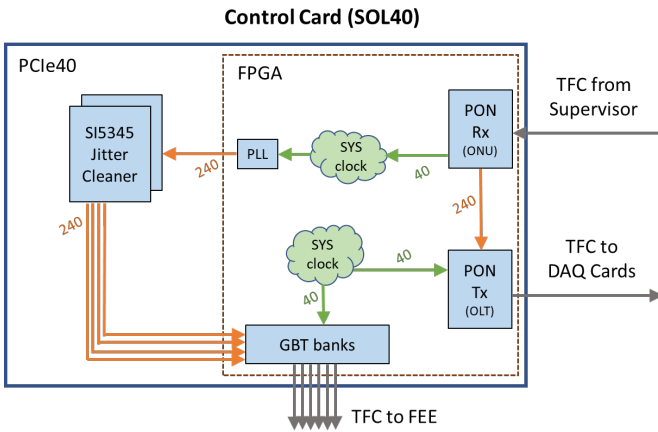 Control Card (SOL40)
PCIe40
FPGA
TFC from
Supervisor
SI5345
Jitter
Cleaner
PLL
SYS
clock
PON
Rx
(ONU)
240
40
240
240
SYS
clock
40
40
PON
Tx
(OLT)
TFC to
DAQ Cards
GBT banks
TFC to FEE